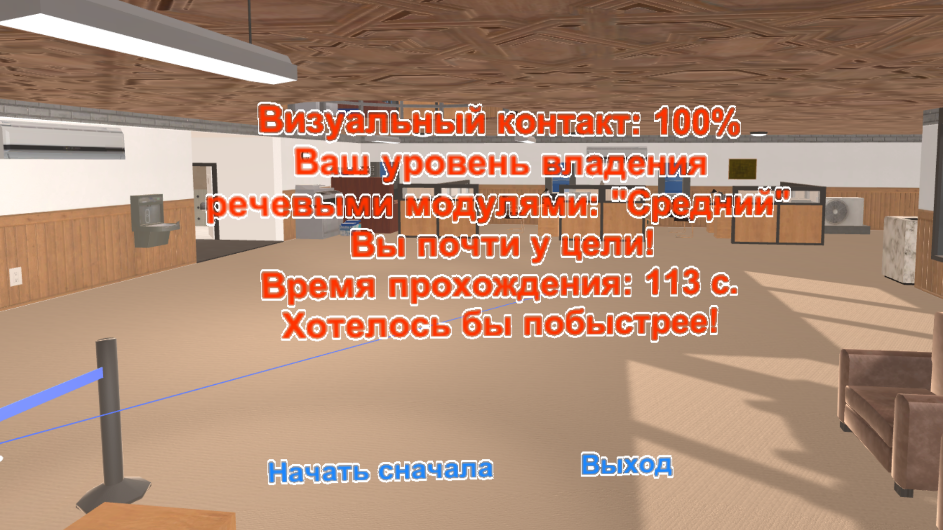 Визуальный контакт: 100%
Ваш уровень владения
речевыми модулями: "Средний"
Вы почти у цели!
Время прохождения: 113 с.
Хотелось бы побыстрее!
Начать сначала
Выход